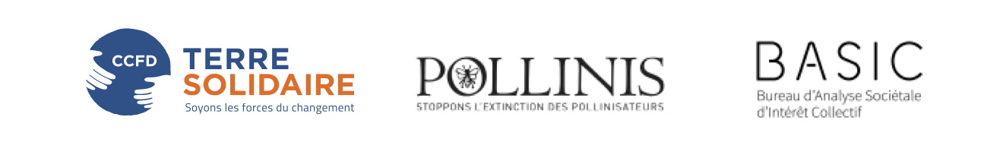 CCFD
TERRE
SOLIDAIRE
Soyons les forces du changement
POLLINIS
STOPPONS L'EXTINCTION DES POLLINISATEURS
BASIC
Bureau d'Analyse Sociétale
d'Intérêt Collectif